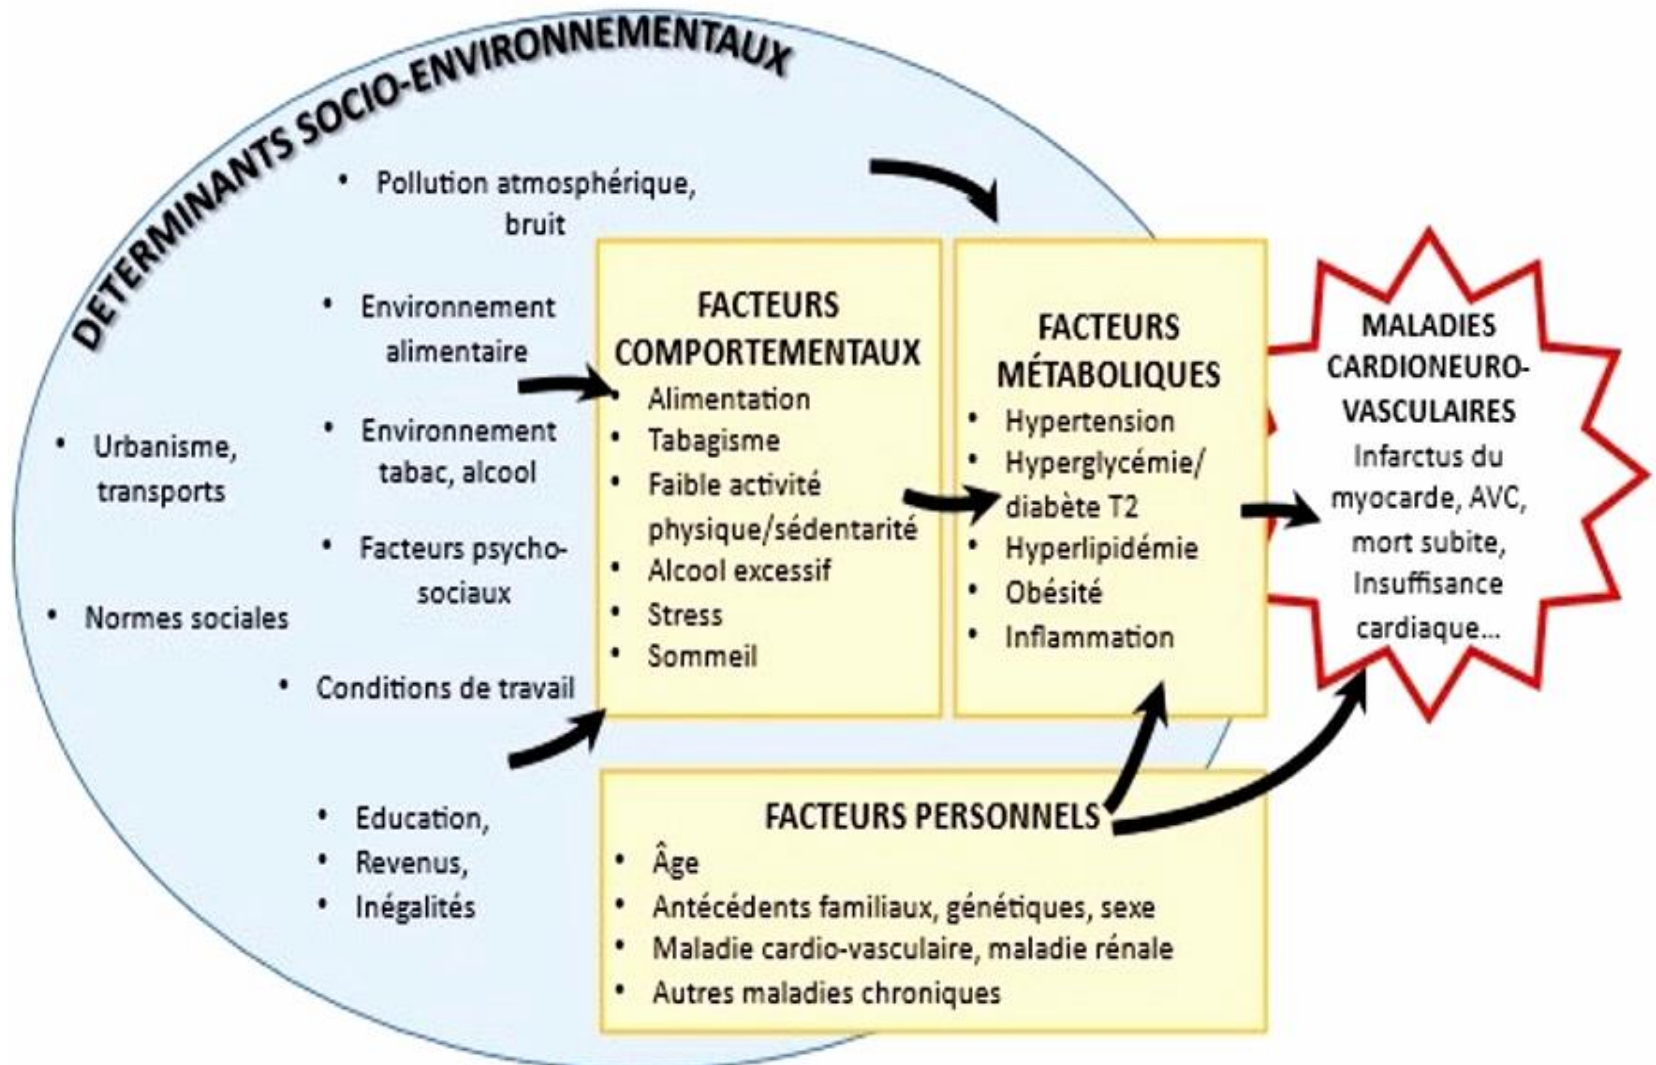 DETERMINANTS SOCIO-ENVIRONNEMENTAUX
• Pollution atmosphérique,
bruit
• Environnement
alimentaire
• Environnement
tabac, alcool
• Urbanisme,
transports
• Facteurs psycho-
sociaux
• Normes sociales
• Conditions de travail
• Education,
• Revenus,
• Inégalités
FACTEURS
COMPORTEMENTAUX
• Alimentation
• Tabagisme
• Faible activité
physique/sédentarité
• Alcool excessif
• Stress
• Sommeil
FACTEURS
MÉTABOLIQUES
• Hypertension
• Hyperglycémie/
diabète T2
• Hyperlipidémie
• Obésité
• Inflammation
MALADIES
CARDIONEURO-
VASCULAIRES
Infarctus du
myocarde, AVC,
mort subite,
Insuffisance
cardiaque...
FACTEURS PERSONNELS
• Âge
• Antécédents familiaux, génétiques, sexe
• Maladie cardio-vasculaire, maladie rénale
• Autres maladies chroniques